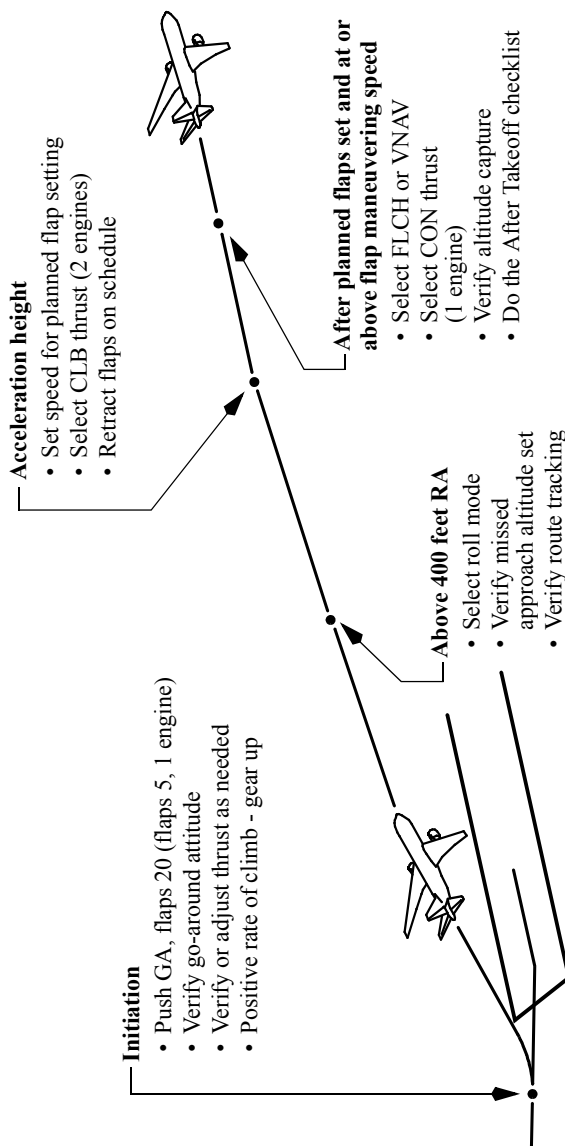 Initiation
• Push GA, flaps 20 (flaps 5, 1 engine)
• Verify go-around attitude
• Verify or adjust thrust as needed
• Positive rate of climb - gear up
Above 400 feet RA
• Select roll mode
• Verify missed
approach altitude set
• Verify route tracking
Acceleration height
• Set speed for planned flap setting
• Select CLB thrust (2 engines)
• Retract flaps on schedule
After planned flaps set and at or
above flap maneuvering speed
• Select FLCH or VNAV
• Select CON thrust
(1 engine)
• Verify altitude capture
• Do the After Takeoff checklist